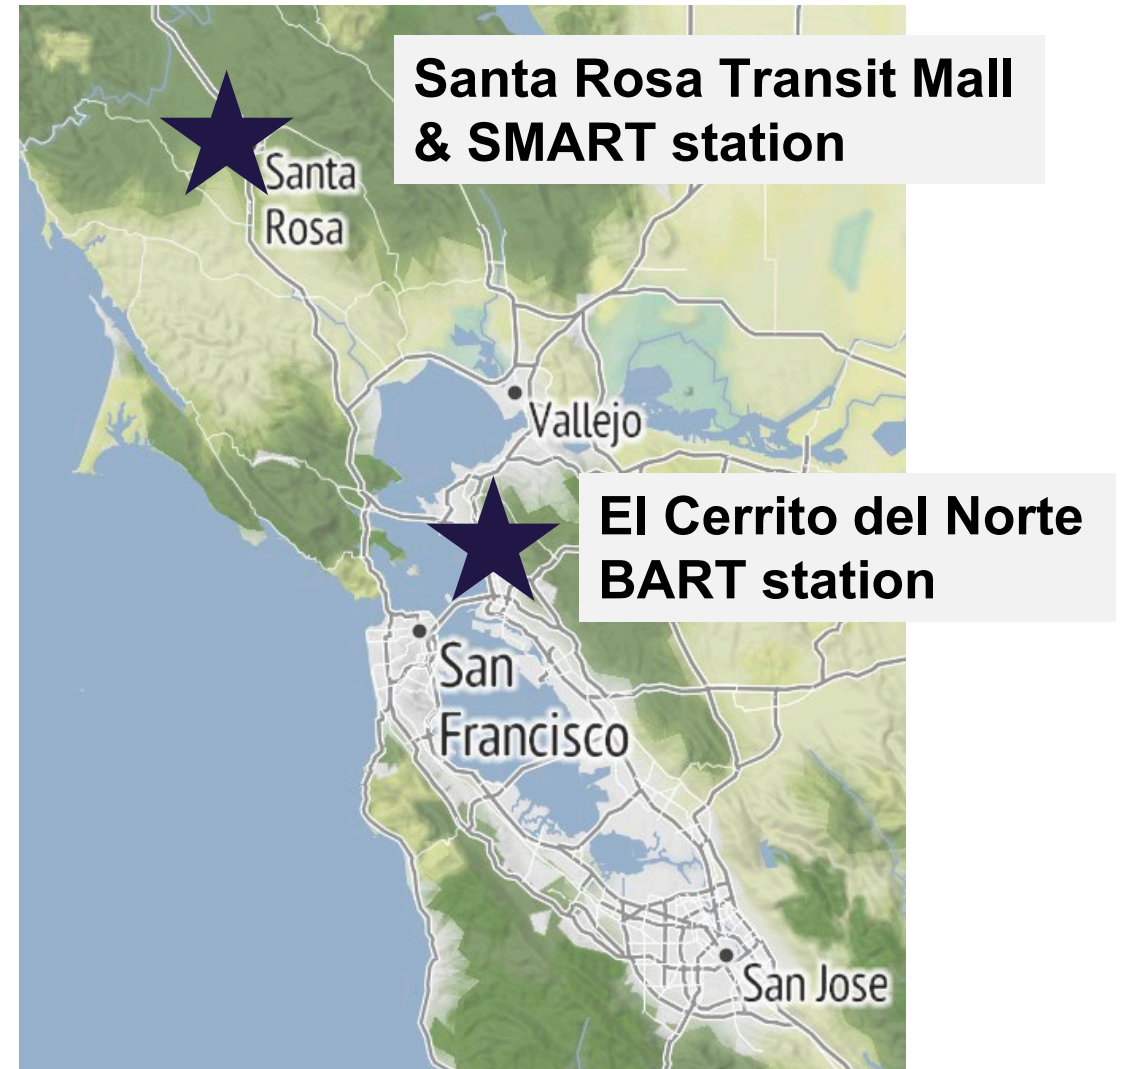 Santa Rosa Transit Mall
& SMART station
Santa
Rosa
Vallejo
El Cerrito del Norte
BART station
San
Francisco
San Jose